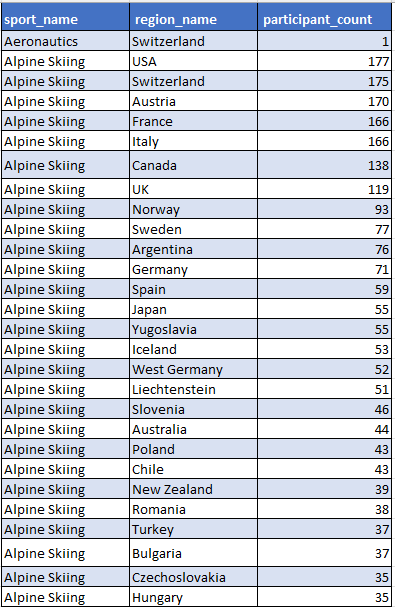 sport_name region_name participant_count
Aeronautics Switzerland 1
Alpine Skiing USA 177
Alpine Skiing Switzerland 175
Alpine Skiing Austria 170
Alpine Skiing France 166
Alpine Skiing Italy 166
Alpine Skiing Canada 138
Alpine Skiing UK 119
Alpine Skiing Norway 93
Alpine Skiing Sweden 77
Alpine Skiing Argentina 76
Alpine Skiing Germany 71
Alpine Skiing Spain 59
Alpine Skiing Japan 55
Alpine Skiing Yugoslavia 55
Alpine Skiing Iceland 53
Alpine Skiing West Germany 52
Alpine Skiing Liechtenstein 51
Alpine Skiing Slovenia 46
Alpine Skiing Australia 44
Alpine Skiing Poland 43
Alpine Skiing Chile 43
Alpine Skiing New Zealand 39
Alpine Skiing Romania 38
Alpine Skiing Turkey 37
Alpine Skiing Bulgaria 37
Alpine Skiing Czechoslovakia 35
Alpine Skiing Hungary 35